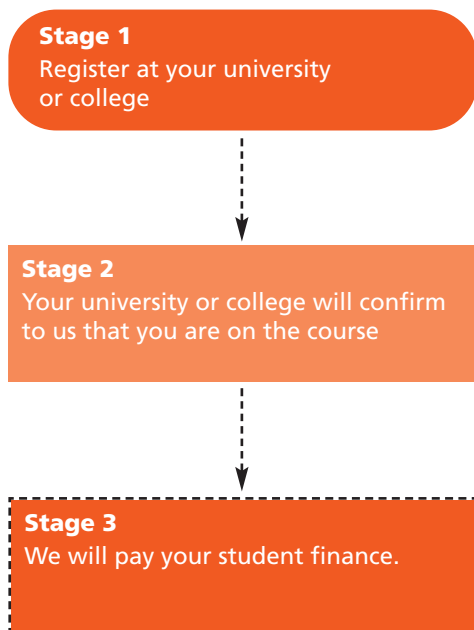 Stage 1
Register at your university
or college
Stage 2
Your university or college will confirm
to us that you are on the course
Stage 3
We will pay your student finance.